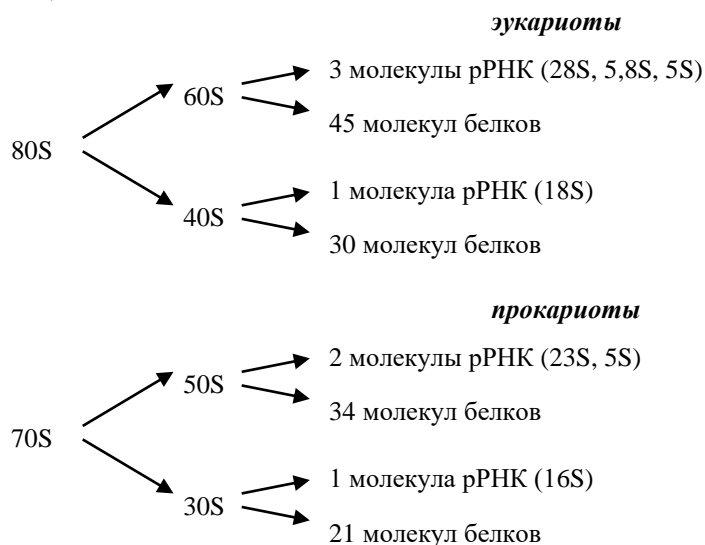 эукариоты
3 молекулы рРНК (28S, 5,8S, 5S)
60S
45 молекул белков
80S
1 молекула рРНК (18S)
40S
30 молекул белков
прокариоты
2 молекулы рРНК (23S, 5S)
50S
34 молекул белков
70S
1 молекула рРНК (16S)
30S
21 молекул белков